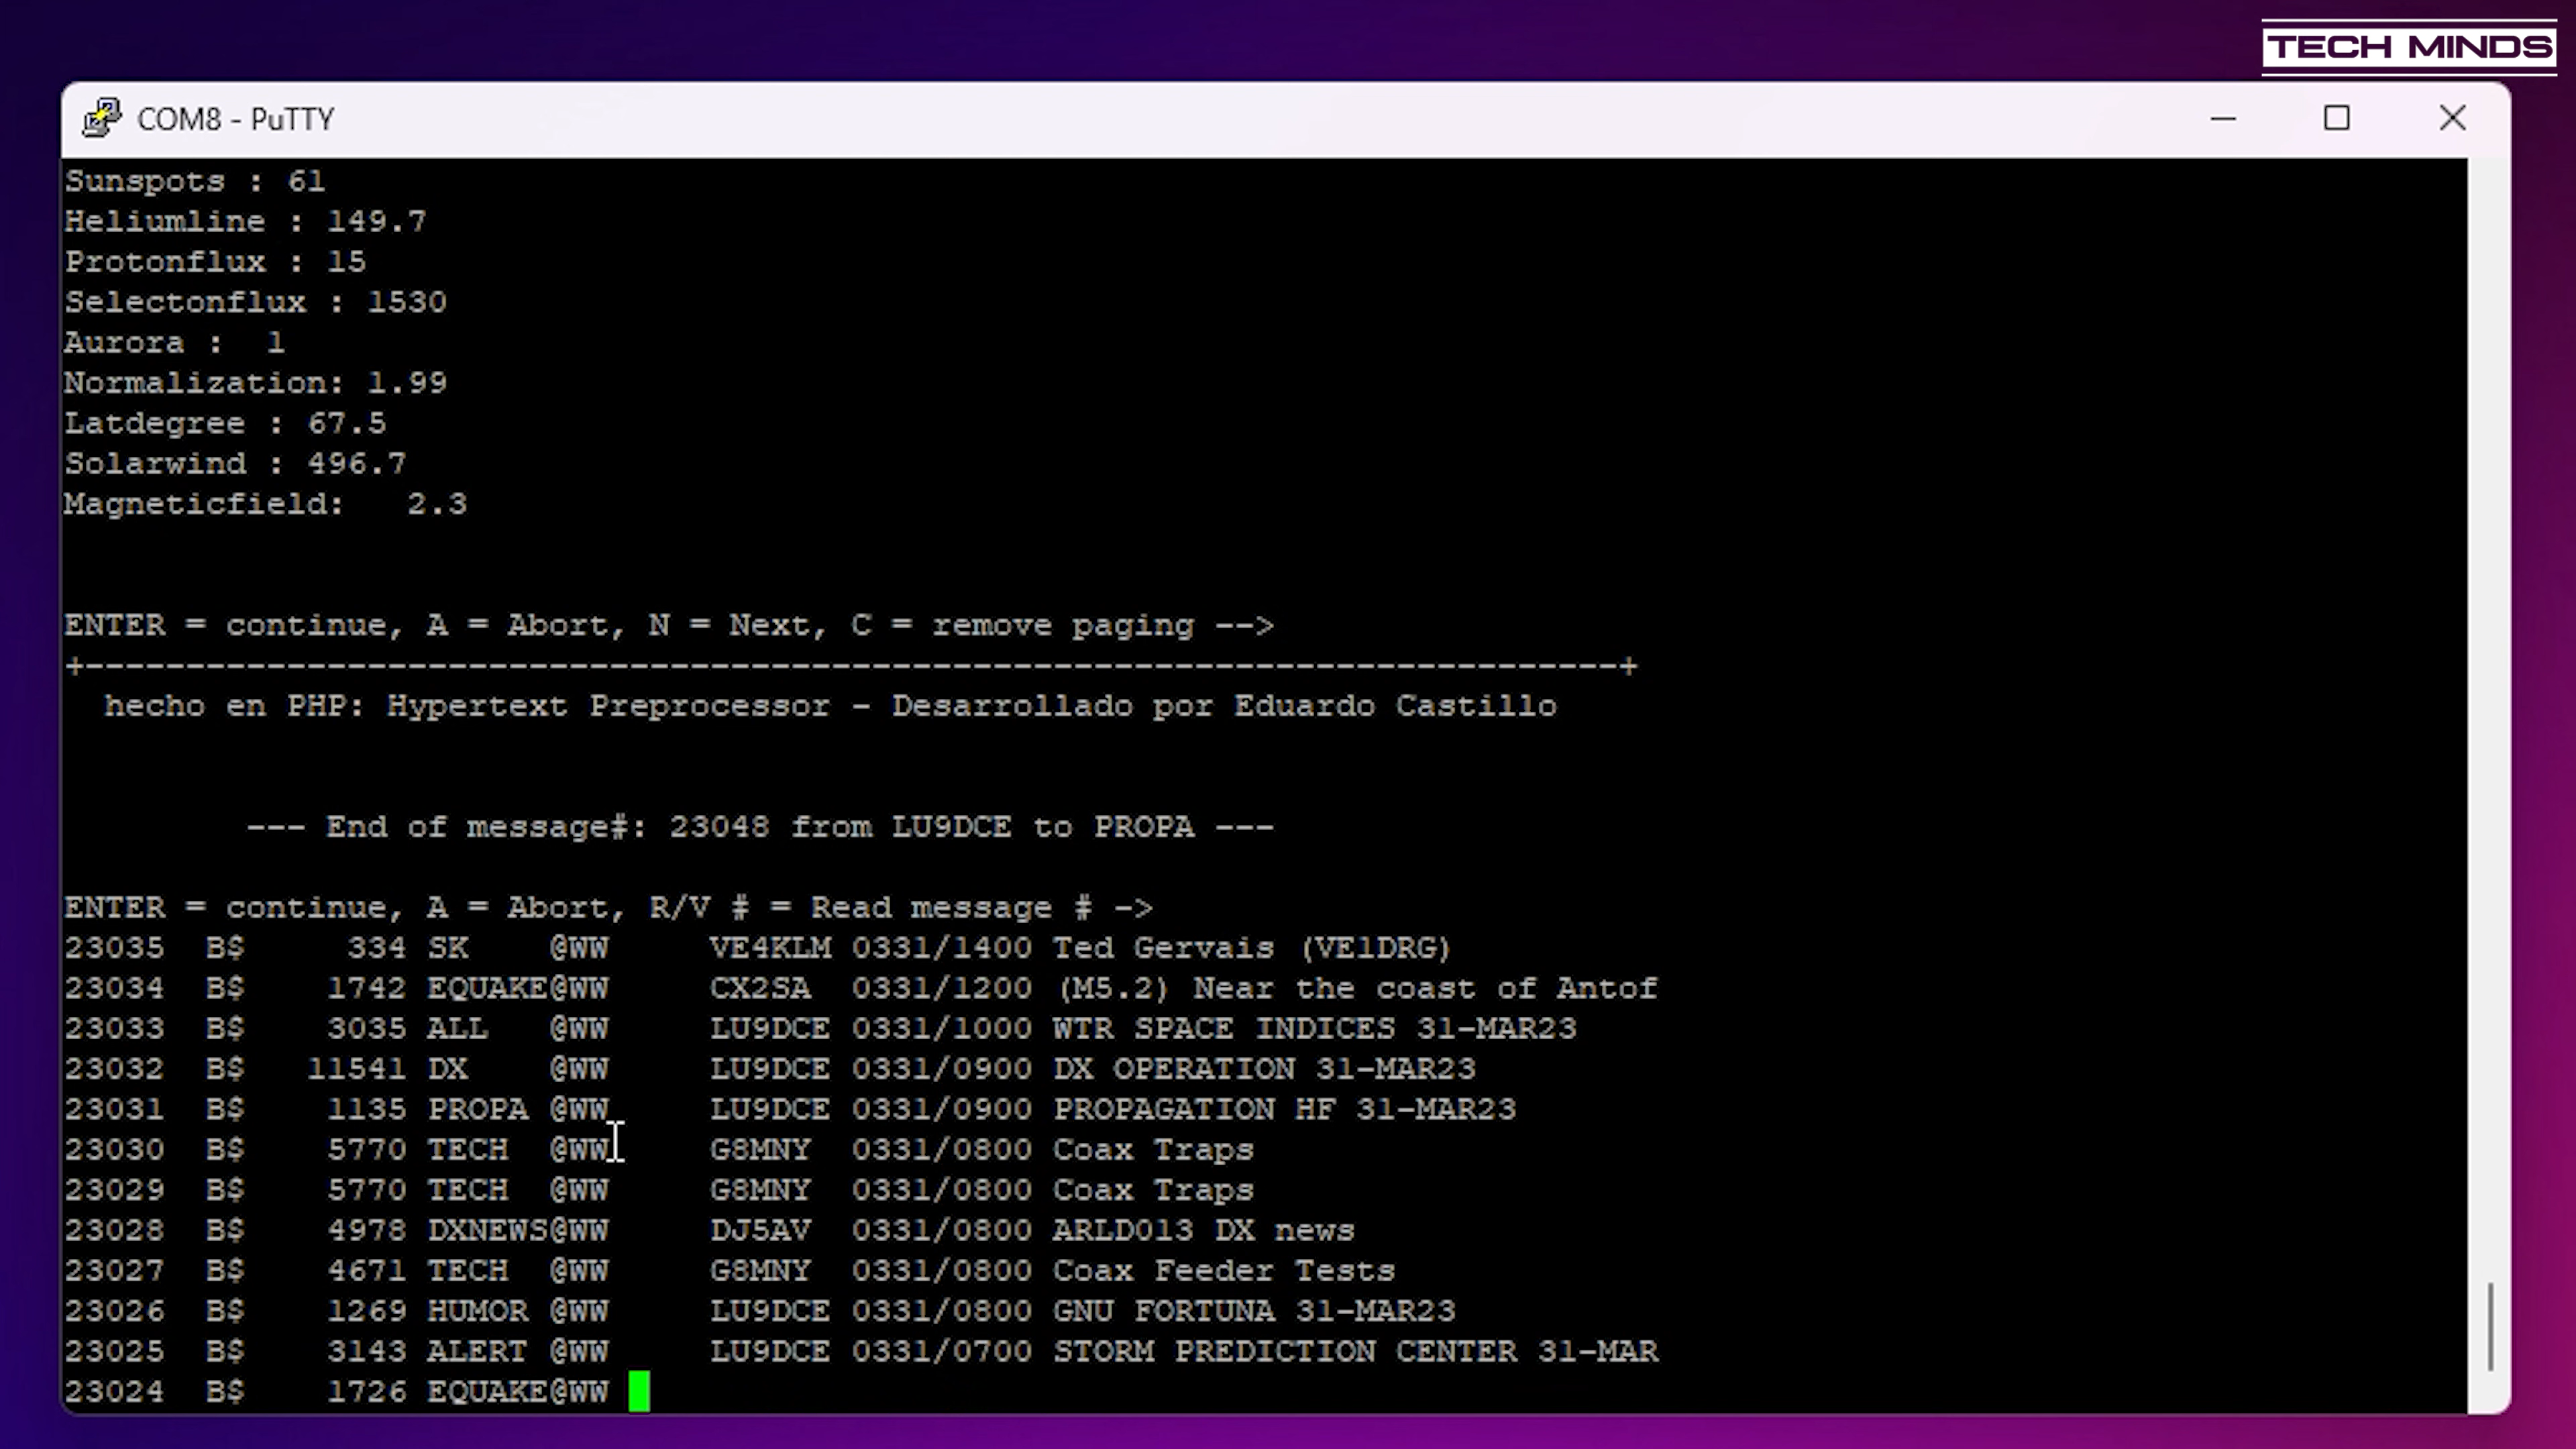 TECH MINDS
COM8 - PuTTY
Sunspots : 61
Heliumline : 149.7
Protonflux : 15
Selectonflux : 1530
Aurora :  1
Normalization: 1.99
Latdegree : 67.5
Solarwind : 496.7
Magneticfield:   2.3
ENTER = continue, A = Abort, N = Next, C = remove paging -->
+----------------------------------------------------------------------------+
hecho en PHP: Hypertext Preprocessor - Desarrollado por Eduardo Castillo
--- End of message#: 23048 from LU9DCE to PROPA ---
ENTER = continue, A = Abort, R/V # = Read message # ->
23035  B$     334 SK    @WW     VE4KLM 0331/1400 Ted Gervais (VE1DRG)
23034  B$    1742 EQUAKE@WW     CX2SA  0331/1200 (M5.2) Near the coast of Antof
23033  B$    3035 ALL   @WW     LU9DCE 0331/1000 WTR SPACE INDICES 31-MAR23
23032  B$   11541 DX    @WW     LU9DCE 0331/0900 DX OPERATION 31-MAR23
23031  B$    1135 PROPA @WW     LU9DCE 0331/0900 PROPAGATION HF 31-MAR23
23030  B$    5770 TECH  @WW     G8MNY  0331/0800 Coax Traps
23029  B$    5770 TECH  @WW     G8MNY  0331/0800 Coax Traps
23028  B$    4978 DXNEWS@WW     DJ5AV  0331/0800 ARLD013 DX news
23027  B$    4671 TECH  @WW     G8MNY  0331/0800 Coax Feeder Tests
23026  B$    1269 HUMOR @WW     LU9DCE 0331/0800 GNU FORTUNA 31-MAR23
23025  B$    3143 ALERT @WW     LU9DCE 0331/0700 STORM PREDICTION CENTER 31-MAR
23024  B$    1726 EQUAKE@WW